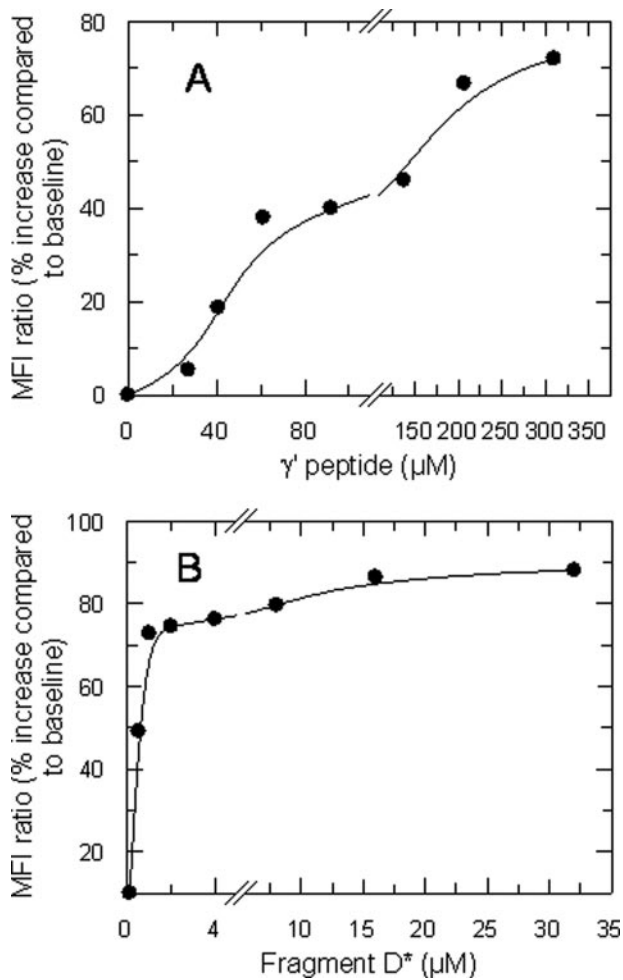 80
60
40
20
0
MFI ratio (% increase compared
to baseline)
A
0 40 80 150 200 250 300 350
γ' peptide (µM)
100
80
60
40
20
MFI ratio (% increase compared
to baseline)
B
0 4 10 15 20 25 30 35
Fragment D* (µM)